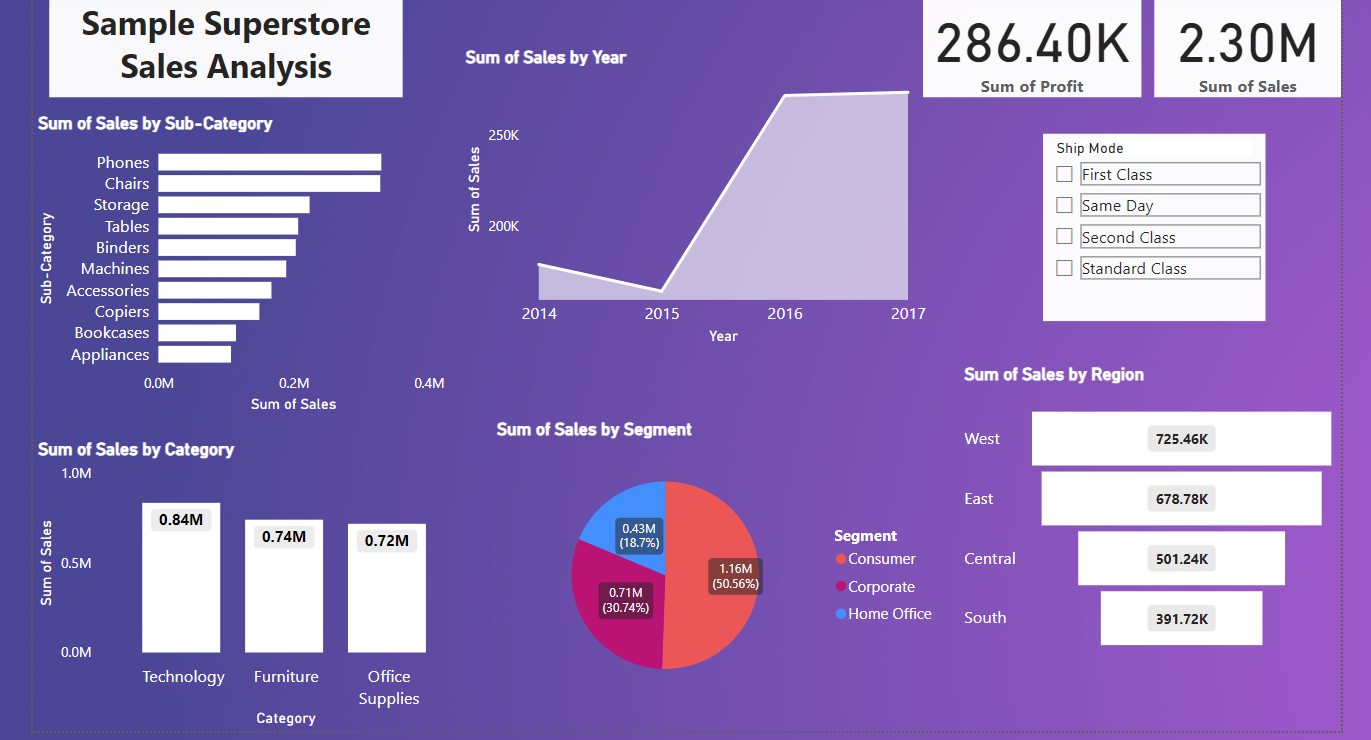 Sample Superstore
Sales Analysis
286.40K
Sum of Profit
2.30M
Sum of Sales
Sum of Sales by Year
Sum of Sales
250K
200K
2014
2015
2016
2017
Year
Sum of Sales by Sub-Category
Sub-Category
Phones
Chairs
Storage
Tables
Binders
Machines
Accessories
Copiers
Bookcases
Appliances
0.0M
0.2M
0.4M
Sum of Sales
Ship Mode
First Class
Same Day
Second Class
Standard Class
Sum of Sales by Category
Sum of Sales
1.0M
0.5M
0.0M
0.84M
0.74M
0.72M
Technology
Furniture
Office
Supplies
Category
Sum of Sales by Segment
0.43M
(18.7%)
1.16M
(50.56%)
0.71M
(30.74%)
Segment
Consumer
Corporate
Home Office
Sum of Sales by Region
West
725.46K
East
678.78K
Central
501.24K
South
391.72K